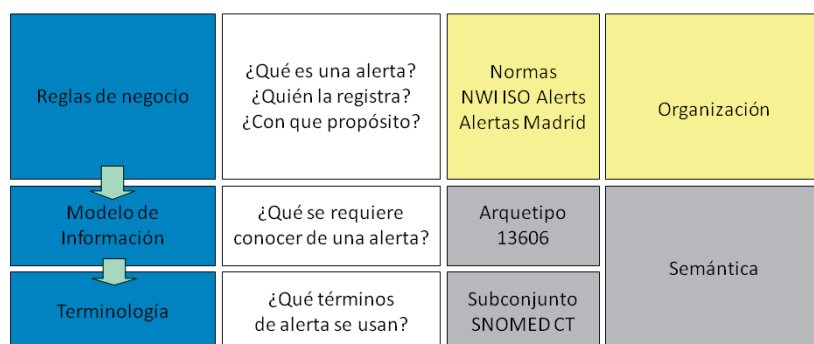 Reglas de negocio
¿Qué es una alerta?
¿Quién la registra?
¿Con que propósito?
Normas
NWI ISO Alerts
Alertas Madrid
Organización
Modelo de
Información
¿Qué se requiere
conocer de una alerta?
Arquetipo
13606
Semántica
Terminología
¿Qué términos
de alerta se usan?
Subconjunto
SNOMED CT